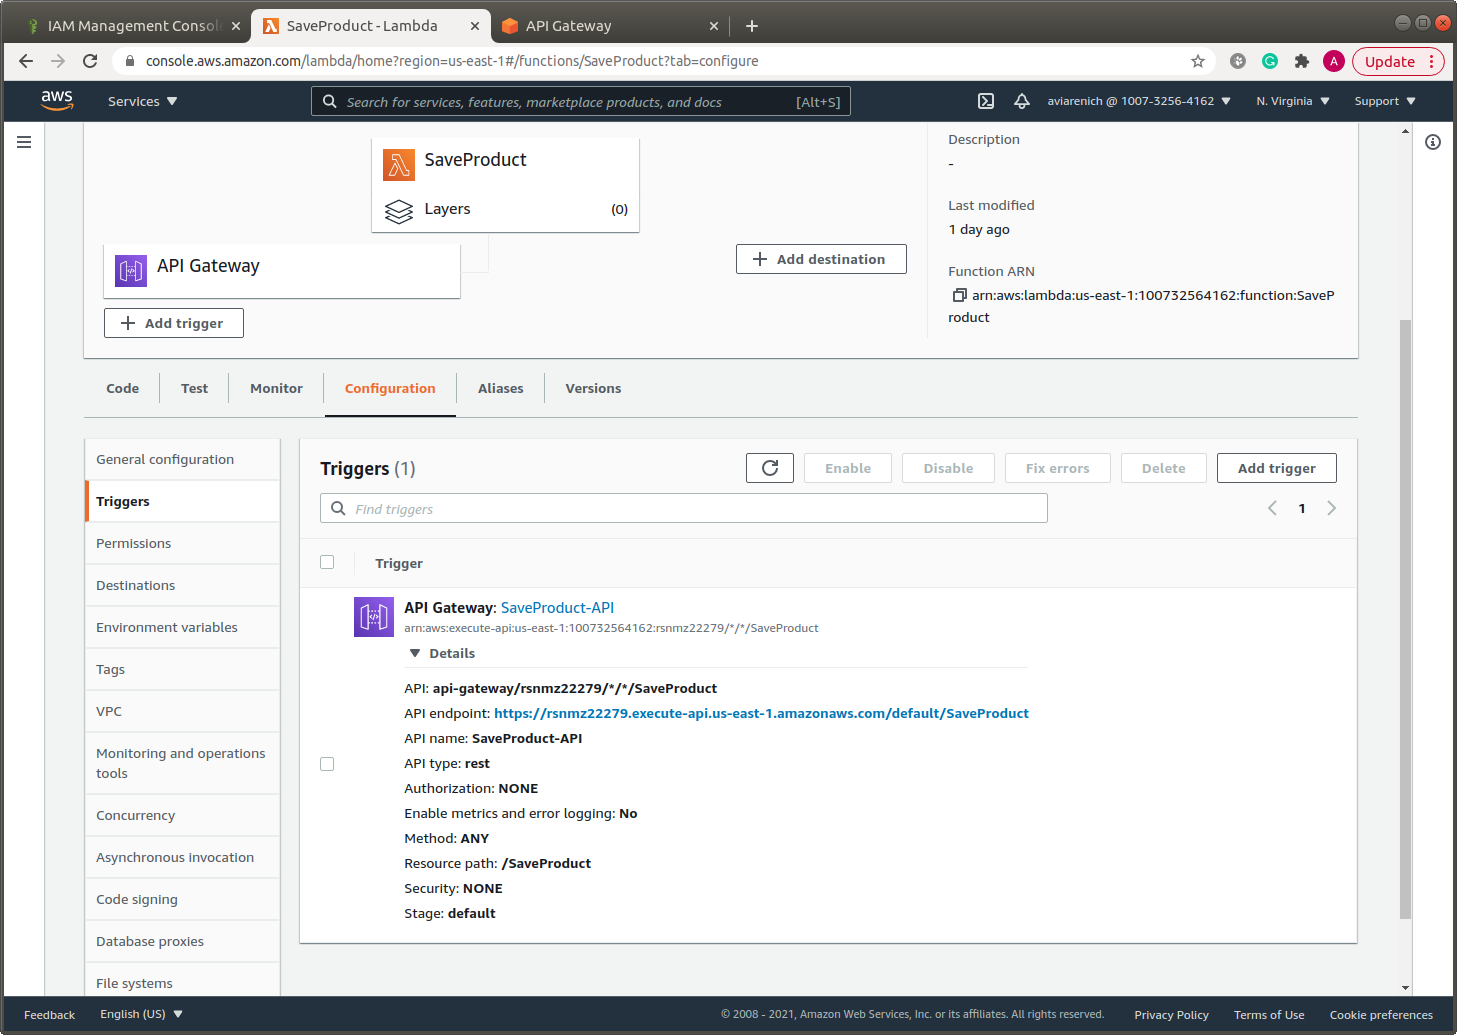 IAM Management Consol
SaveProduct - Lambda
API Gateway
console.aws.amazon.com/lambda/home?region=us-east-1#/functions/SaveProduct?tab=configure
A
Update
aws
Services
Search for services, features, marketplace products, and docs
[Alt+S]
aviarenich @ 1007-3256-4162
N. Virginia
Support
SaveProduct
Layers
(0)
API Gateway
Add trigger
Add destination
Description
-
Last modified
1 day ago
Function ARN
arn:aws:lambda:us-east-1:100732564162:function:SaveP
roduct
Code
Test
Monitor
Configuration
Aliases
Versions
General configuration
Triggers
Permissions
Destinations
Environment variables
Tags
VPC
Monitoring and operations
tools
Concurrency
Asynchronous invocation
Code signing
Database proxies
File systems
Triggers (1)
Enable
Disable
Fix errors
Delete
Add trigger
Find triggers
1
Trigger
API Gateway: SaveProduct-API
arn:aws:execute-api:us-east-1:100732564162:rsnmz22279/*/*/SaveProduct
Details
API: api-gateway/rsnmz22279/*/*/SaveProduct
API endpoint: https://rsnmz22279.execute-api.us-east-1.amazonaws.com/default/SaveProduct
API name: SaveProduct-API
API type: rest
Authorization: NONE
Enable metrics and error logging: No
Method: ANY
Resource path: /SaveProduct
Security: NONE
Stage: default
Feedback
English (US)
© 2008 - 2021, Amazon Web Services, Inc. or its affiliates. All rights reserved.
Privacy Policy
Terms of Use
Cookie preferences